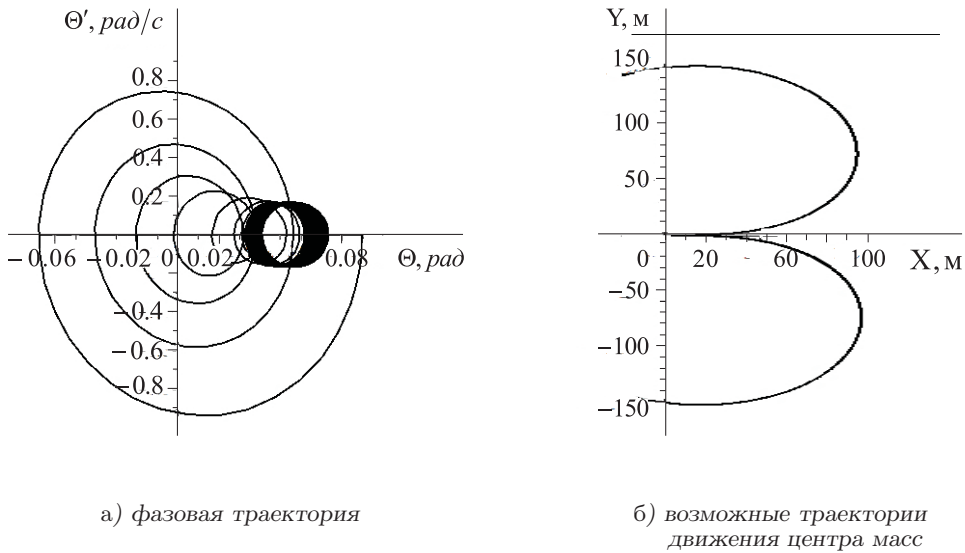 Θ′, рад/с
0.8
0.6
0.4
0.2
−0.06 −0.02 0.02 0.08 Θ, рад
−0.4
−0.6
−0.8
Y, м
150
100
50
0 20 60 100 X, м
−50
−100
−150
а) фазовая траектория
б) возможные траектории
движения центра масс